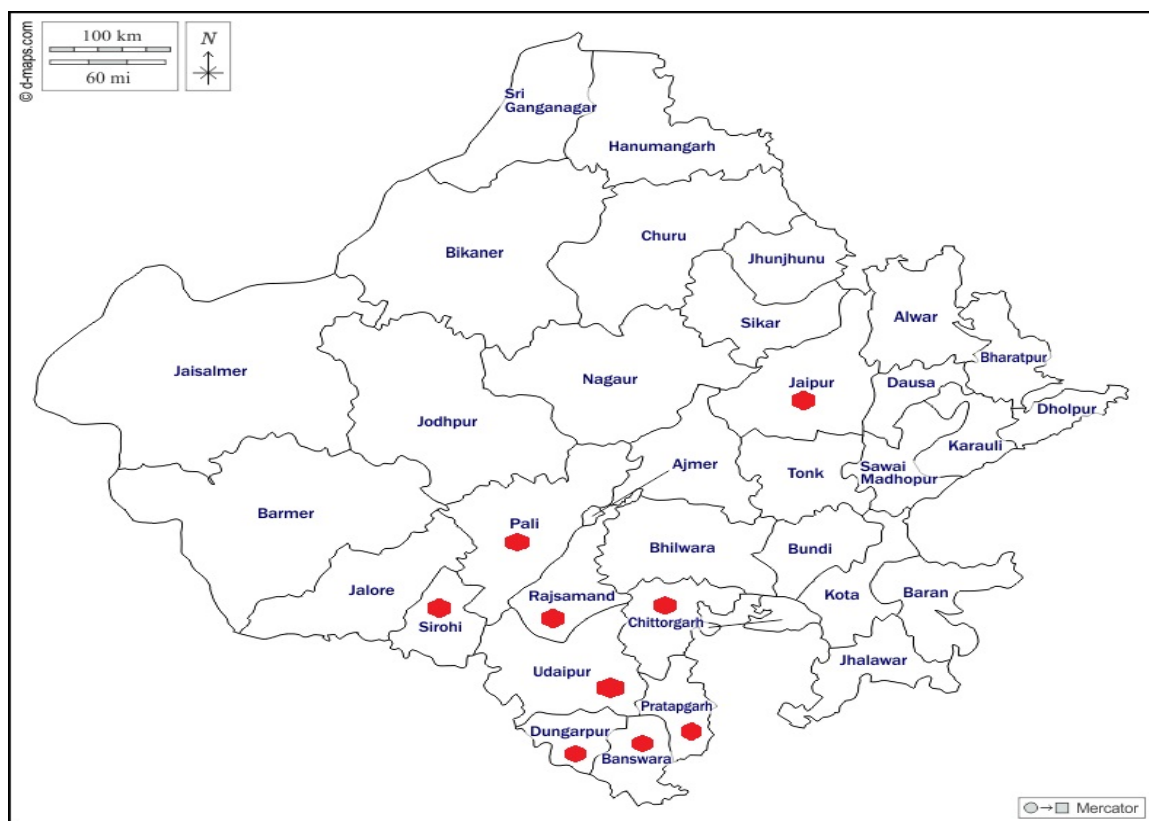 © d-maps.com
100 km
60 mi
N
Sri
Ganganagar
Hanumangarh
Bikaner
Churu
Jhunjhunu
Sikar
Alwar
Bharatpur
Jaisalmer
Nagaur
Jaipur
Dausa
Dholpur
Jodhpur
Karauli
Ajmer
Tonk
Sawai
Madhopur
Barmer
Pali
Bhilwara
Bundi
Jalore
Rajsamand
Kota
Baran
Sirohi
Chittorgarh
Jhalawar
Udaipur
Pratapgarh
Dungarpur
Banswara
Mercator